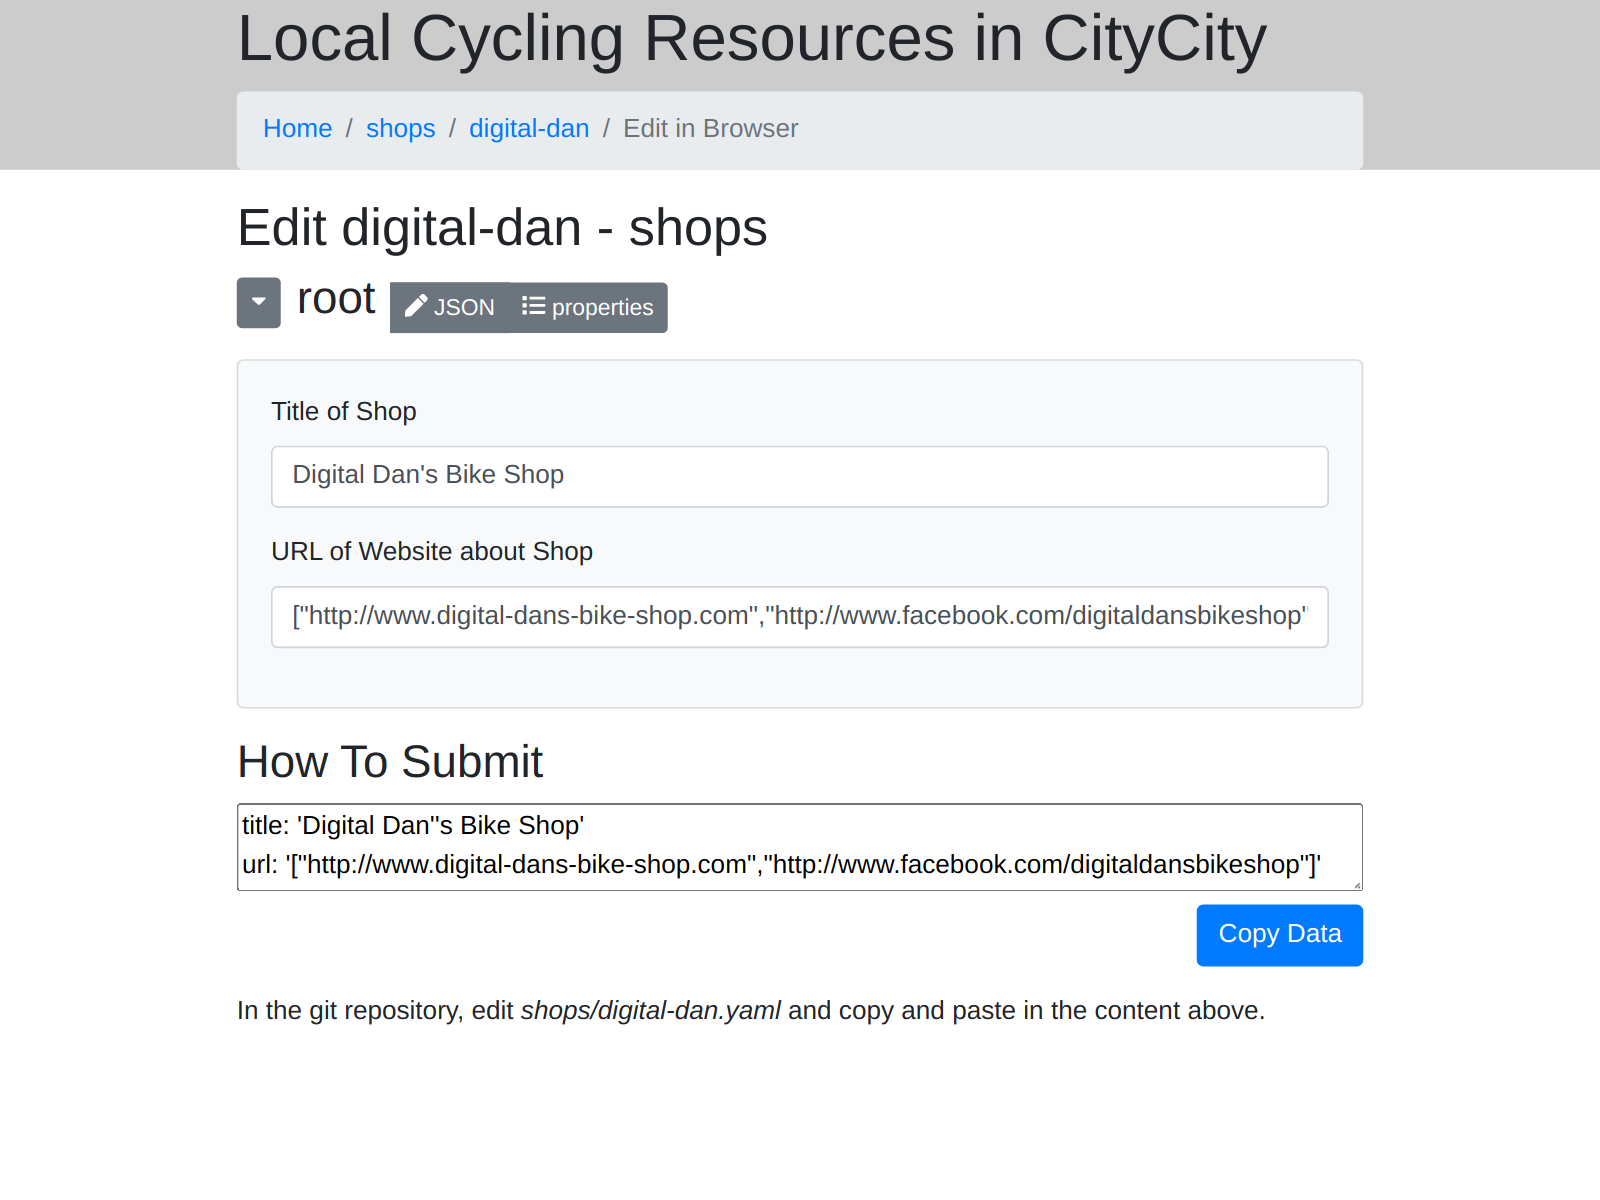 Local Cycling Resources in CityCity
Home / shops / digital-dan / Edit in Browser
Edit digital-dan - shops
root JSON properties
Title of Shop
Digital Dan's Bike Shop
URL of Website about Shop
["http://www.digital-dans-bike-shop.com","http://www.facebook.com/digitaldansbikeshop"
How To Submit
title: 'Digital Dan''s Bike Shop'
url: '["http://www.digital-dans-bike-shop.com","http://www.facebook.com/digitaldansbikeshop"]'
Copy Data
In the git repository, edit shops/digital-dan.yaml and copy and paste in the content above.